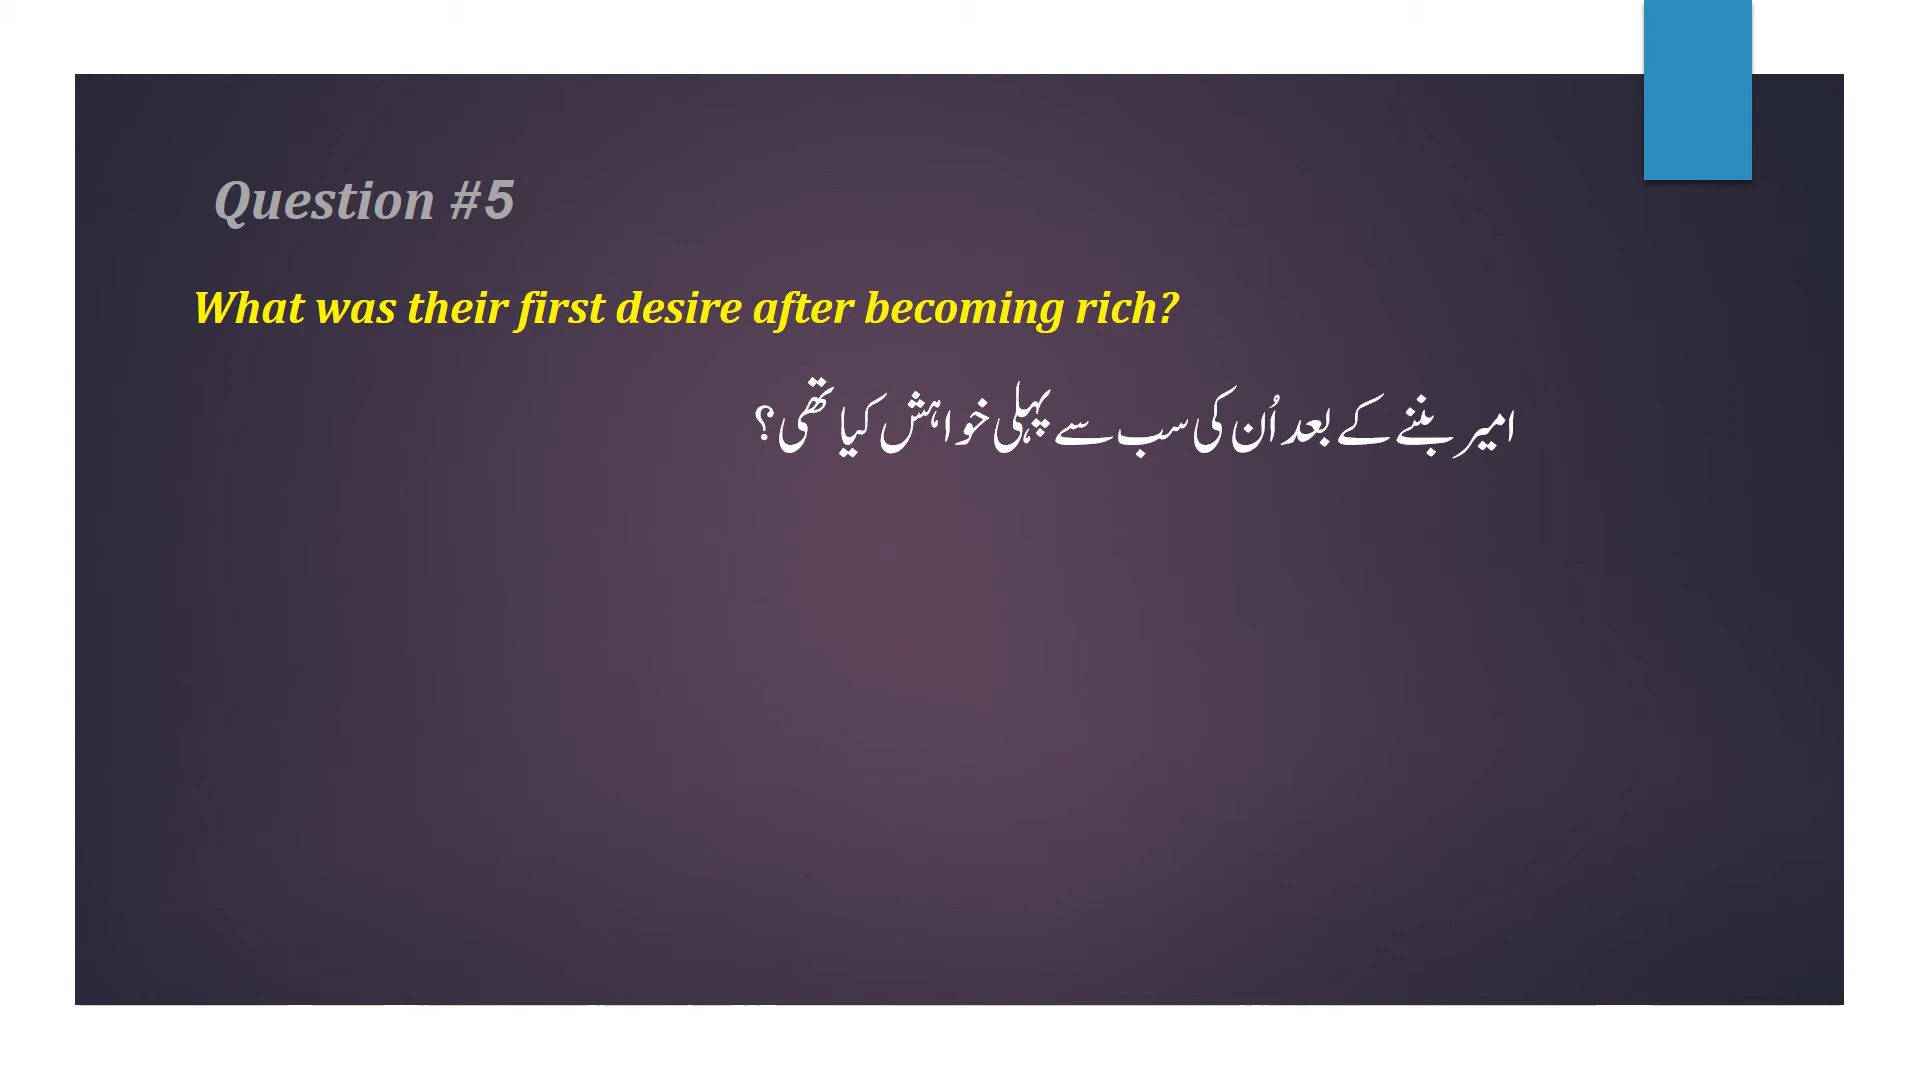 Question #5
What was their first desire after becoming rich?
امیر بننے کے بعد اُن کی سب سے پہلی خواہش کیا تھی؟